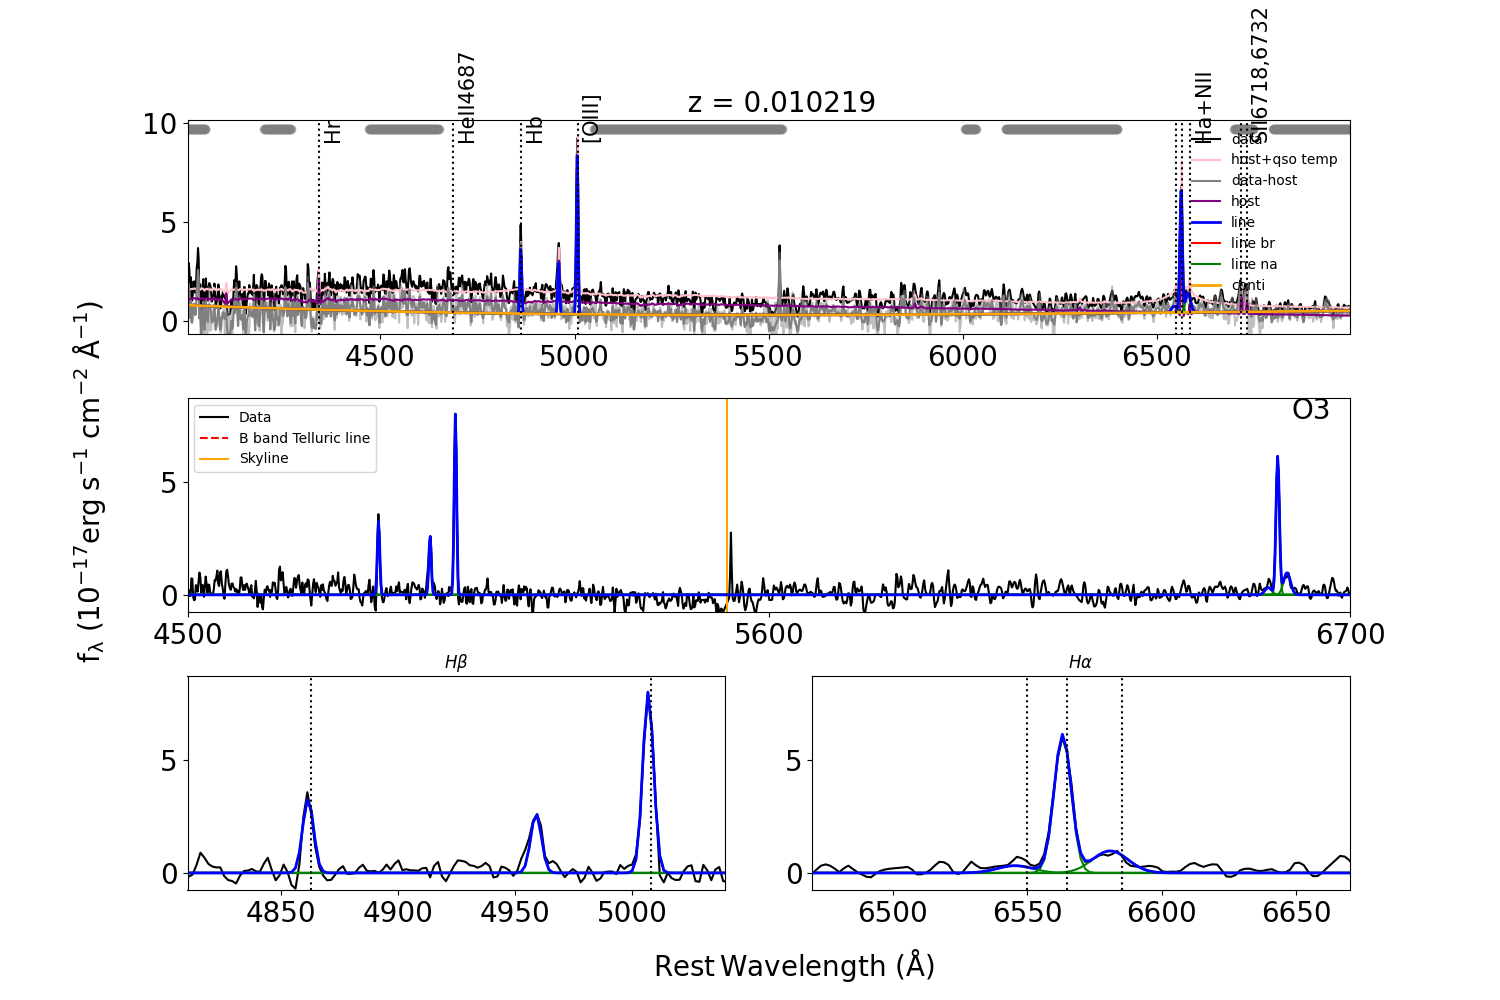 z = 0.010219
Hr
HeII4687
Hb
[OIII]
Ha+NII
SII6718,6732
10
5
0
data
host+qso temp
data-host
host
line
line br
line na
conti
4500 5000 5500 6000 6500
fλ (10⁻¹⁷erg s⁻¹ cm⁻² Å⁻¹)
O3
Data
B band Telluric line
Skyline
5
0
4500 5600 6700
Hβ
5
0
4850 4900 4950 5000
Hα
5
0
6500 6550 6600 6650
Rest Wavelength (Å)